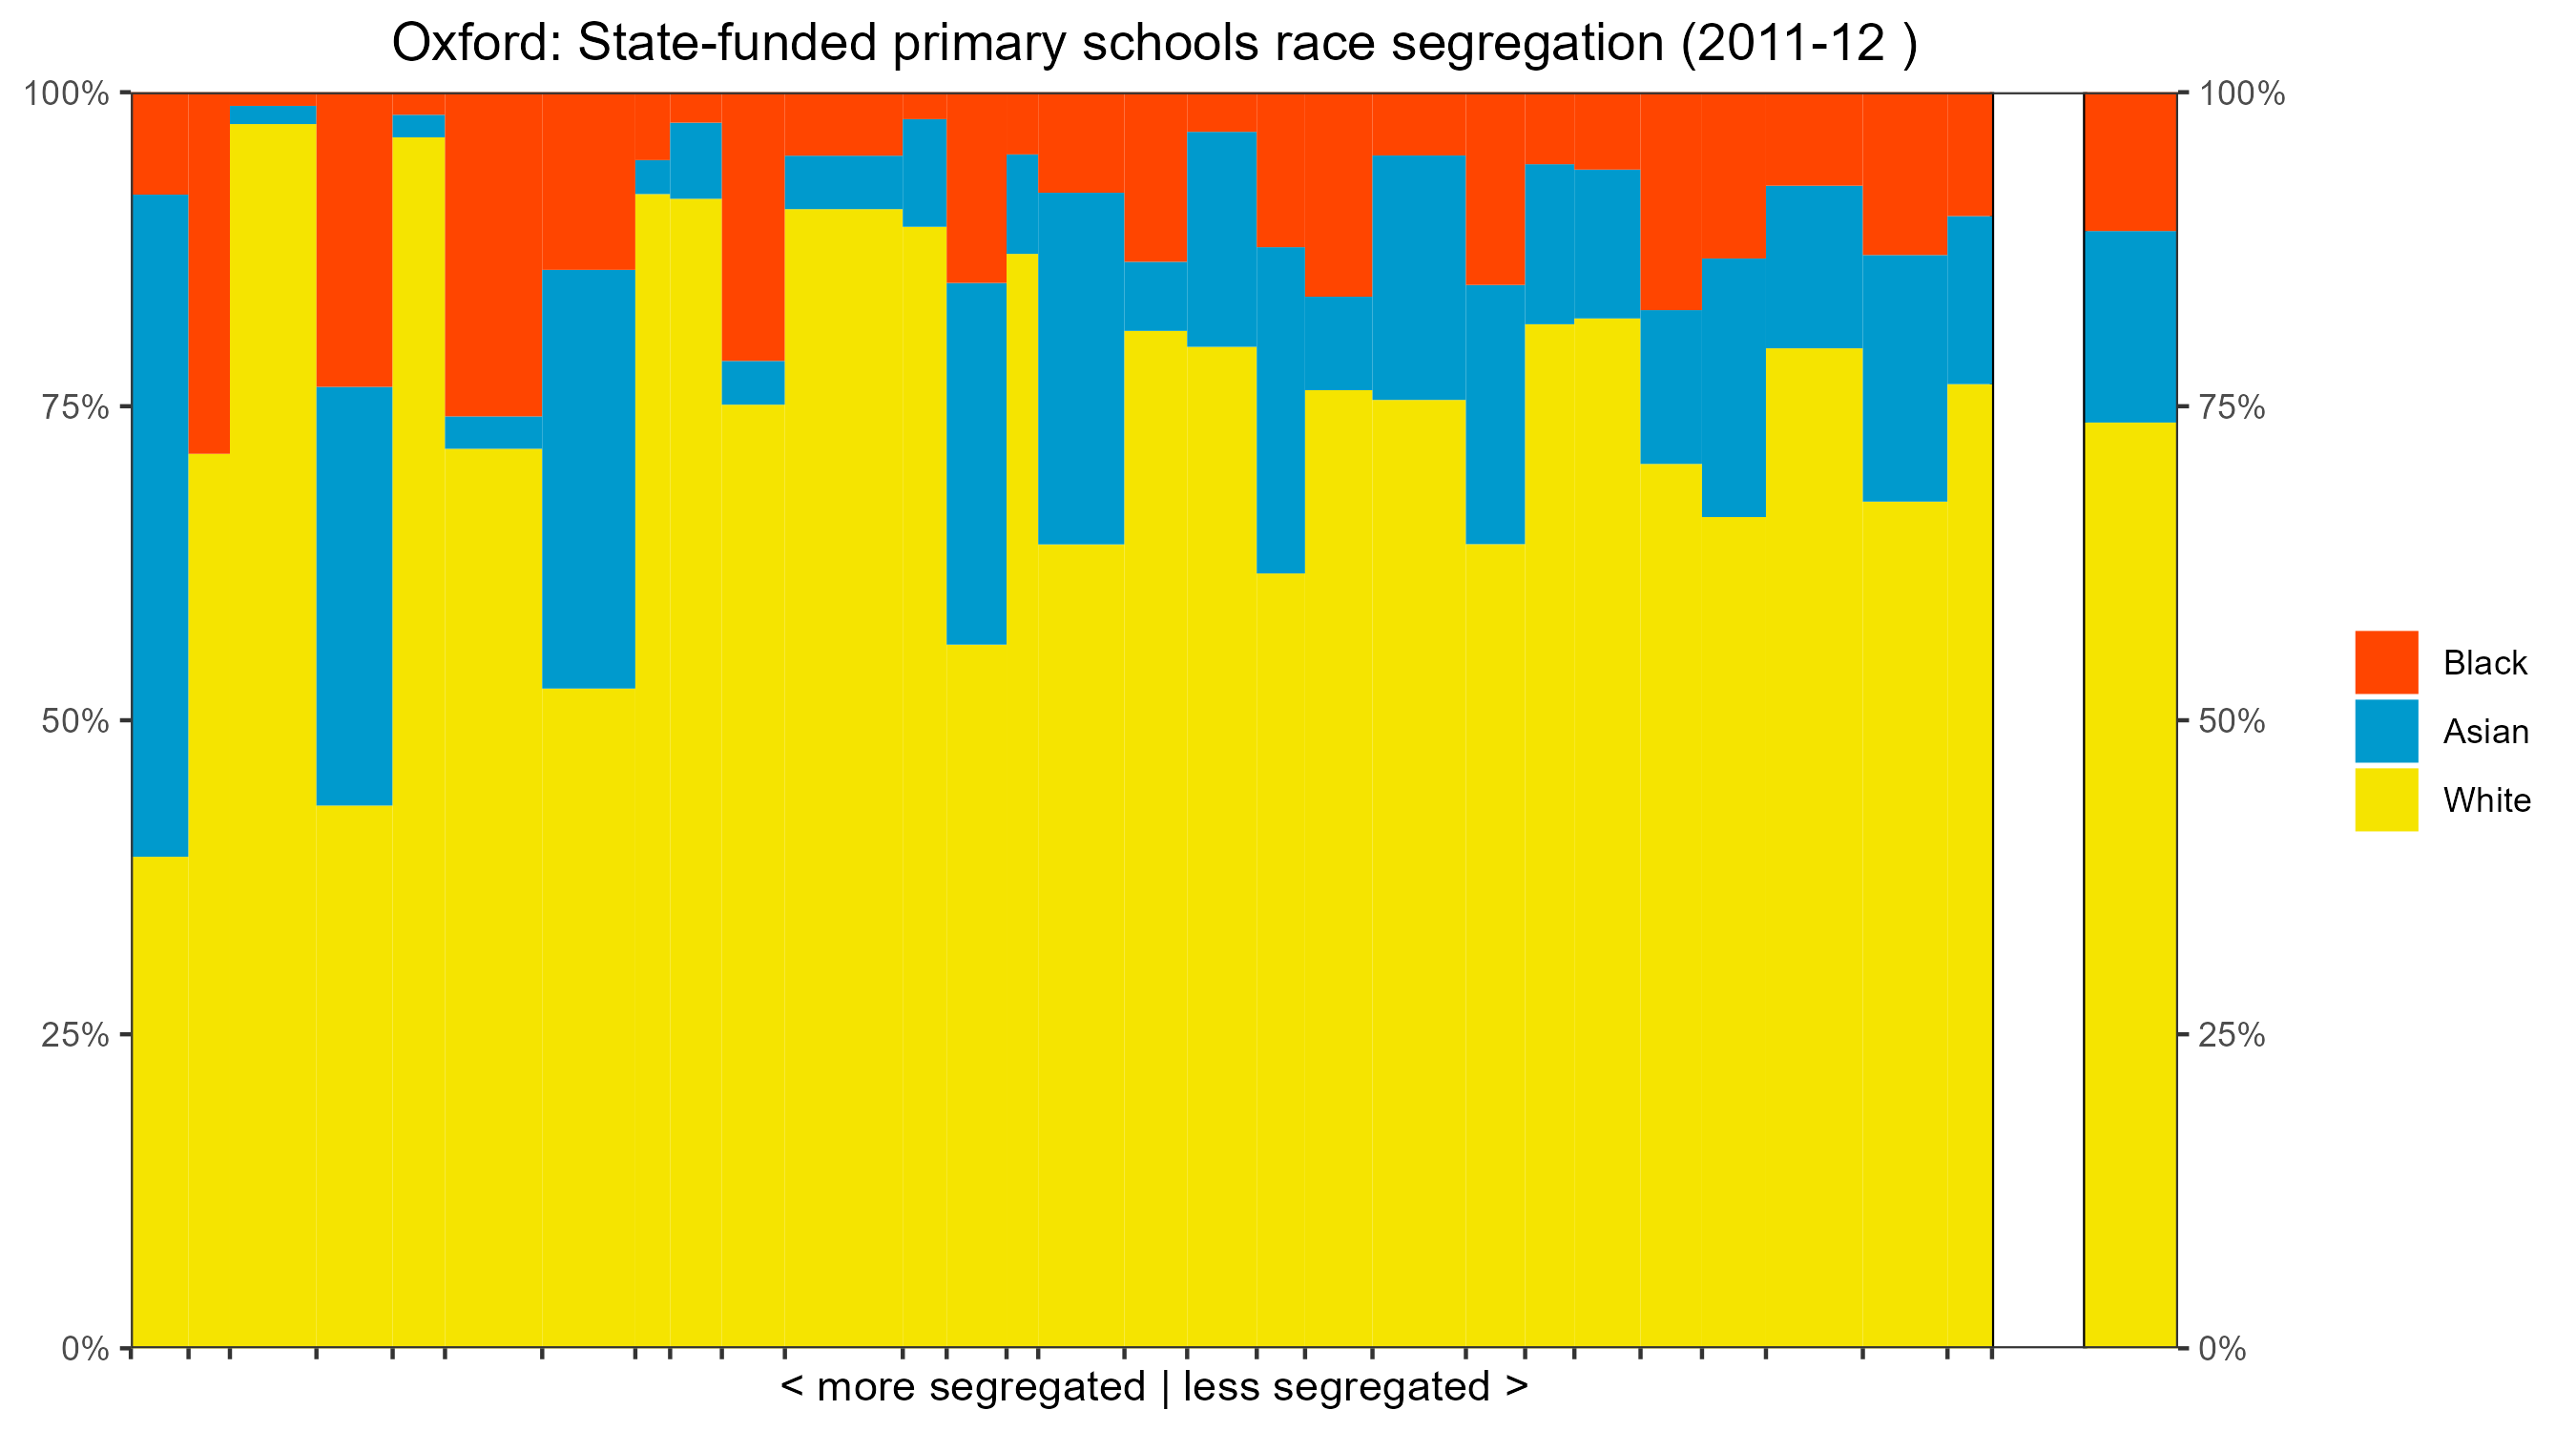 Oxford: State-funded primary schools race segregation (2011-12 )
100%
75%
50%
25%
0%
100%
75%
50%
25%
0%
Black
Asian
White
< more segregated | less segregated >